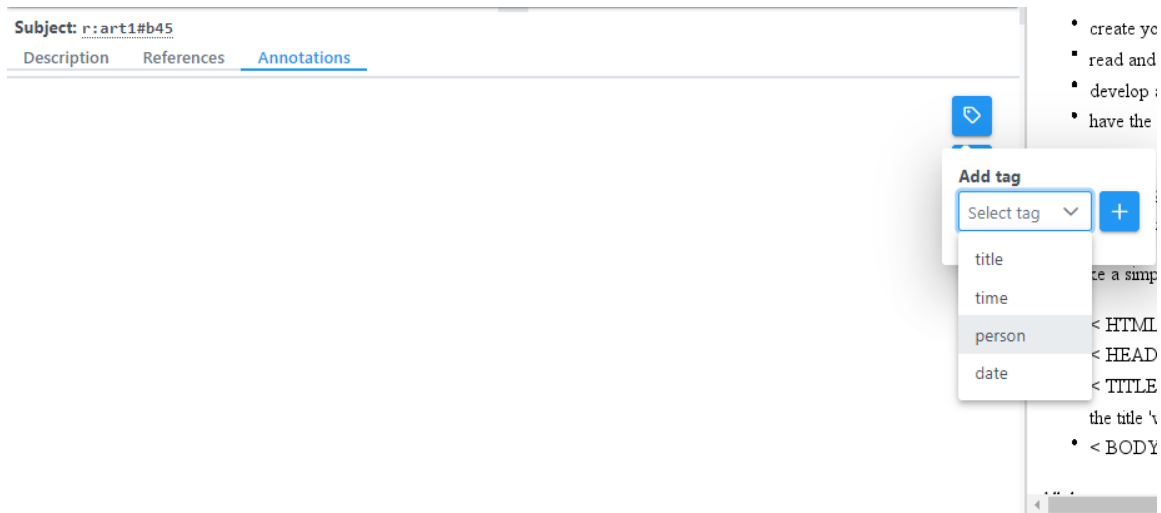 Subject: r:art1#b45
Description References Annotations
Add tag
Select tag
title
time
person
date
create yo
read and
develop
have the
ke a simp
< HTML
< HEAD
< TITLE
the title '
< BODY